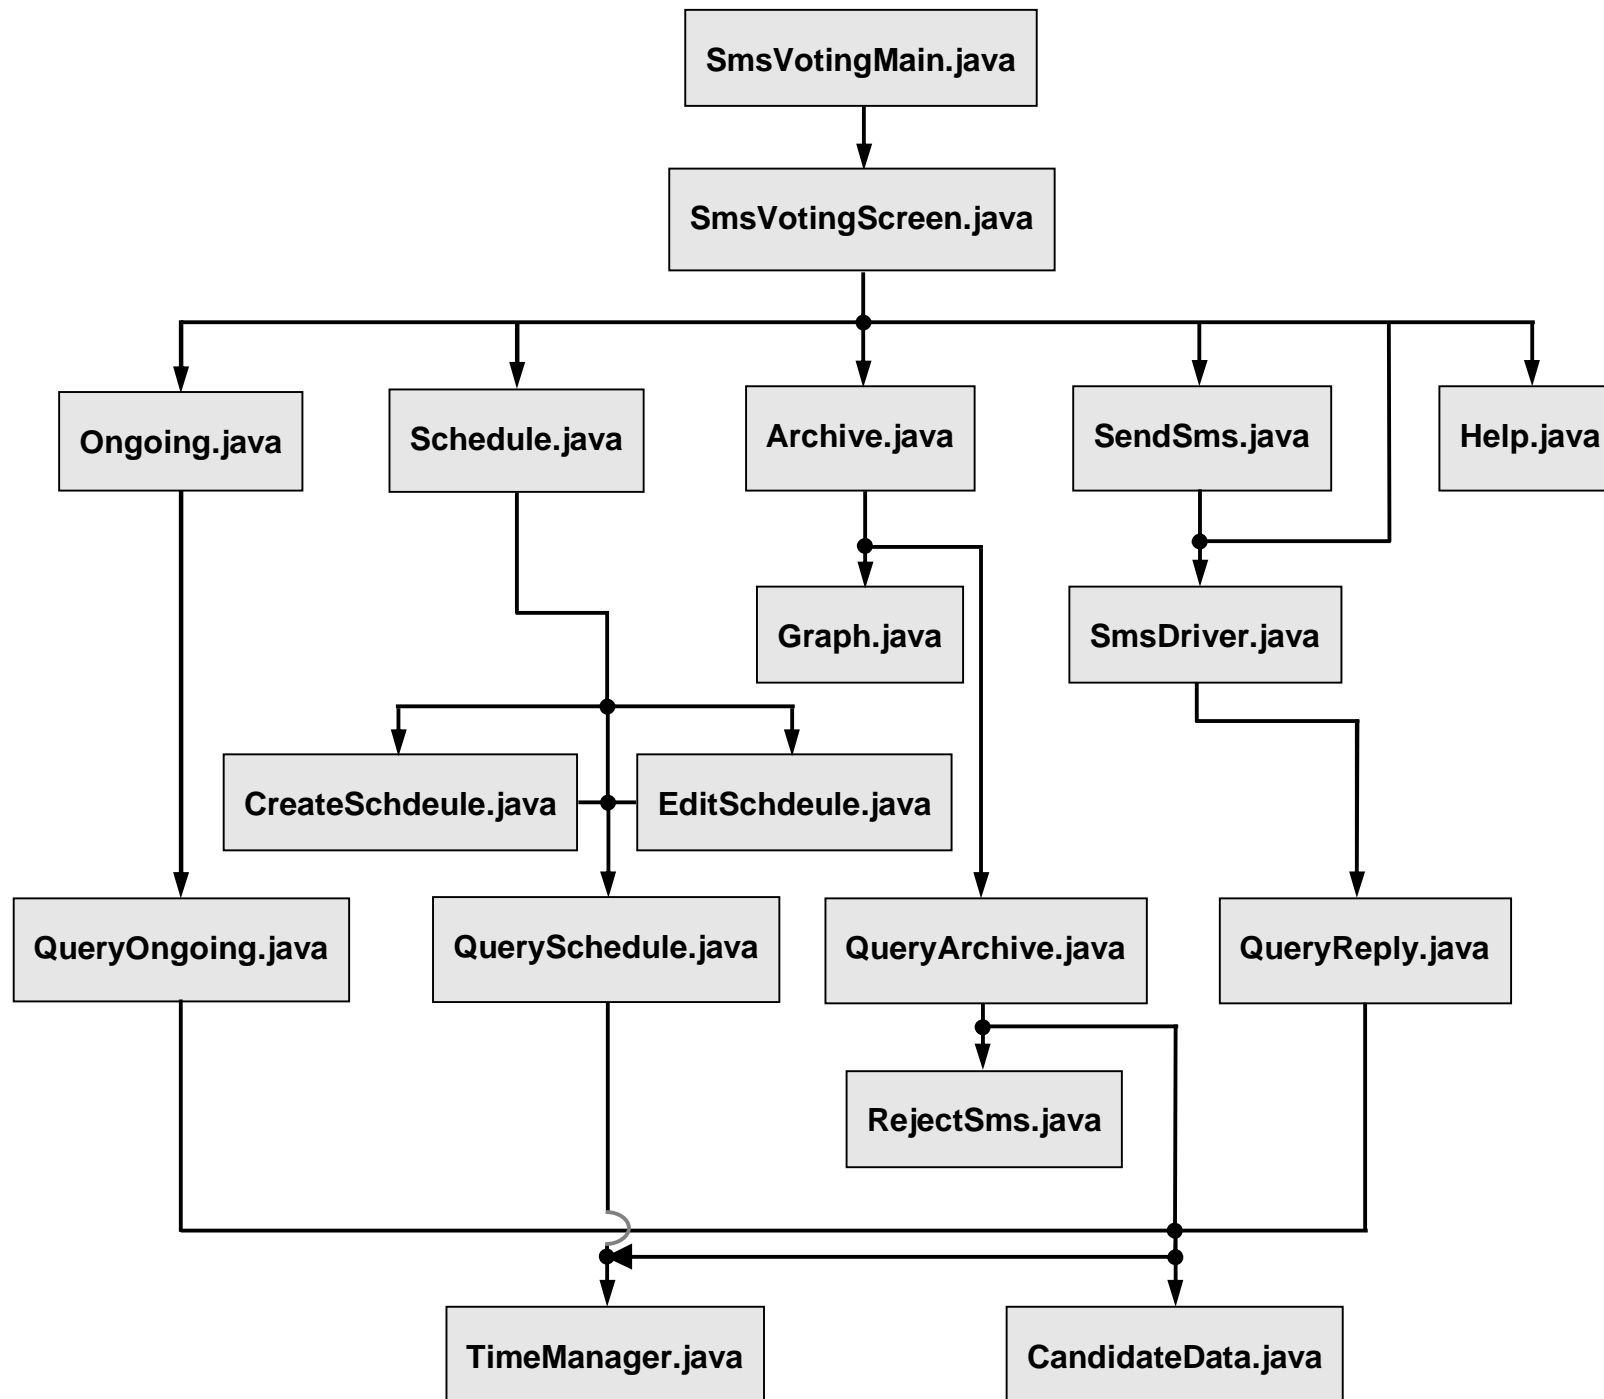 SmsVotingMain.java
SmsVotingScreen.java
Ongoing.java
Schedule.java
Archive.java
SendSms.java
Help.java
Graph.java
SmsDriver.java
CreateSchdeule.java
EditSchdeule.java
QueryOngoing.java
QuerySchedule.java
QueryArchive.java
QueryReply.java
RejectSms.java
TimeManager.java
CandidateData.java